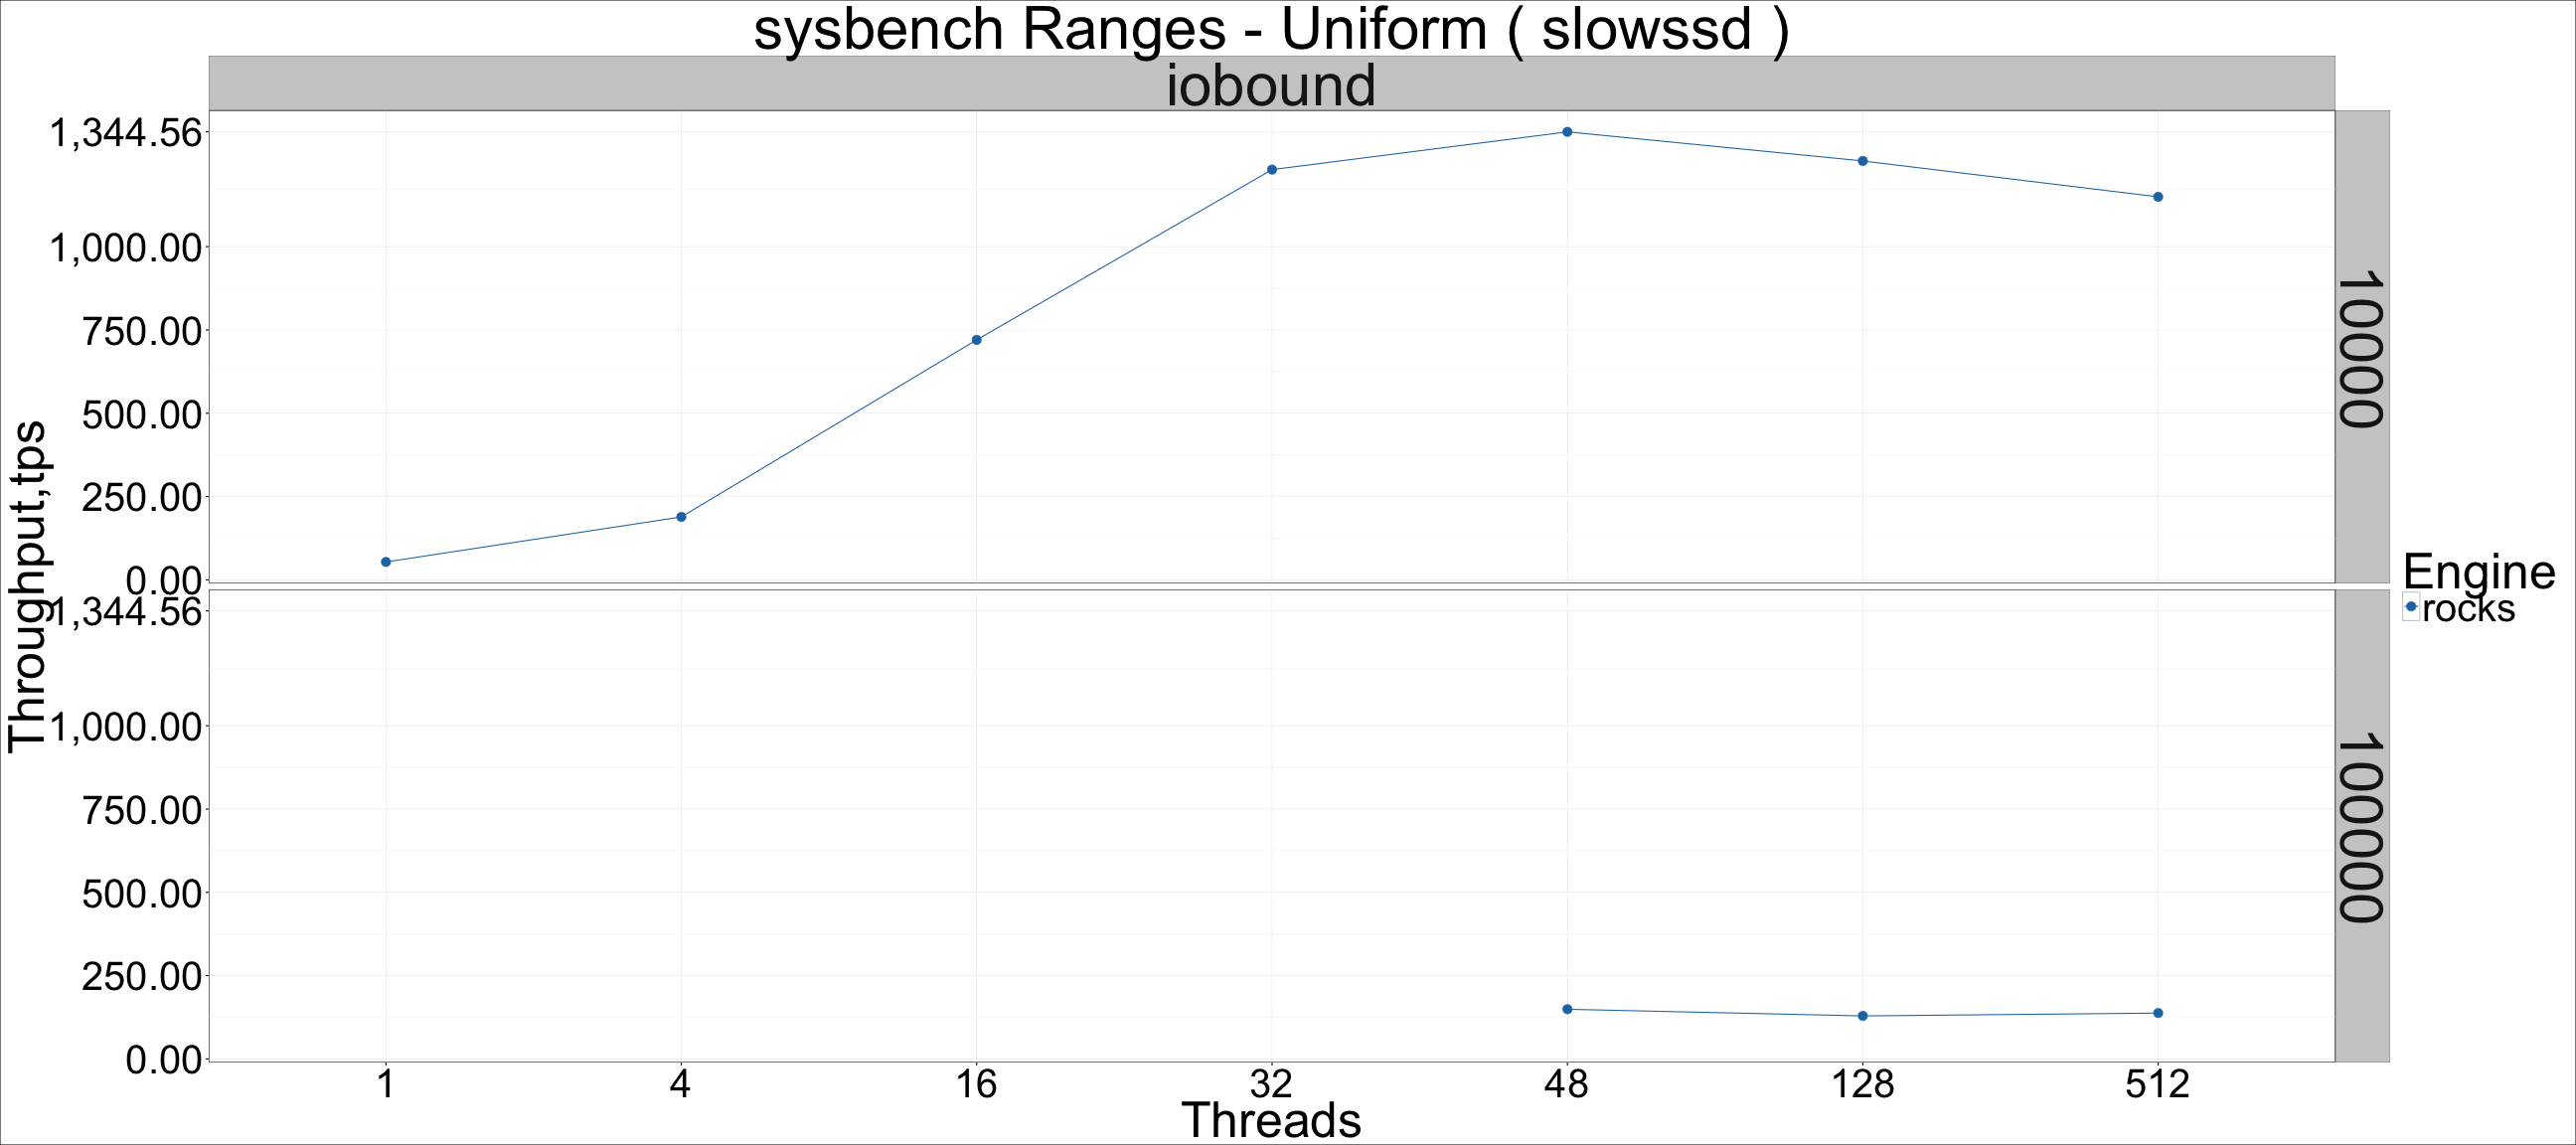 sysbench Ranges - Uniform ( slowssd )
iobound
Throughput,tps
1,344.56
1,000.00
750.00
500.00
250.00
0.00
10000
1,344.56
1,000.00
750.00
500.00
250.00
0.00
1000000
1 4 16 32 48 128 512
Threads
Engine
rocks